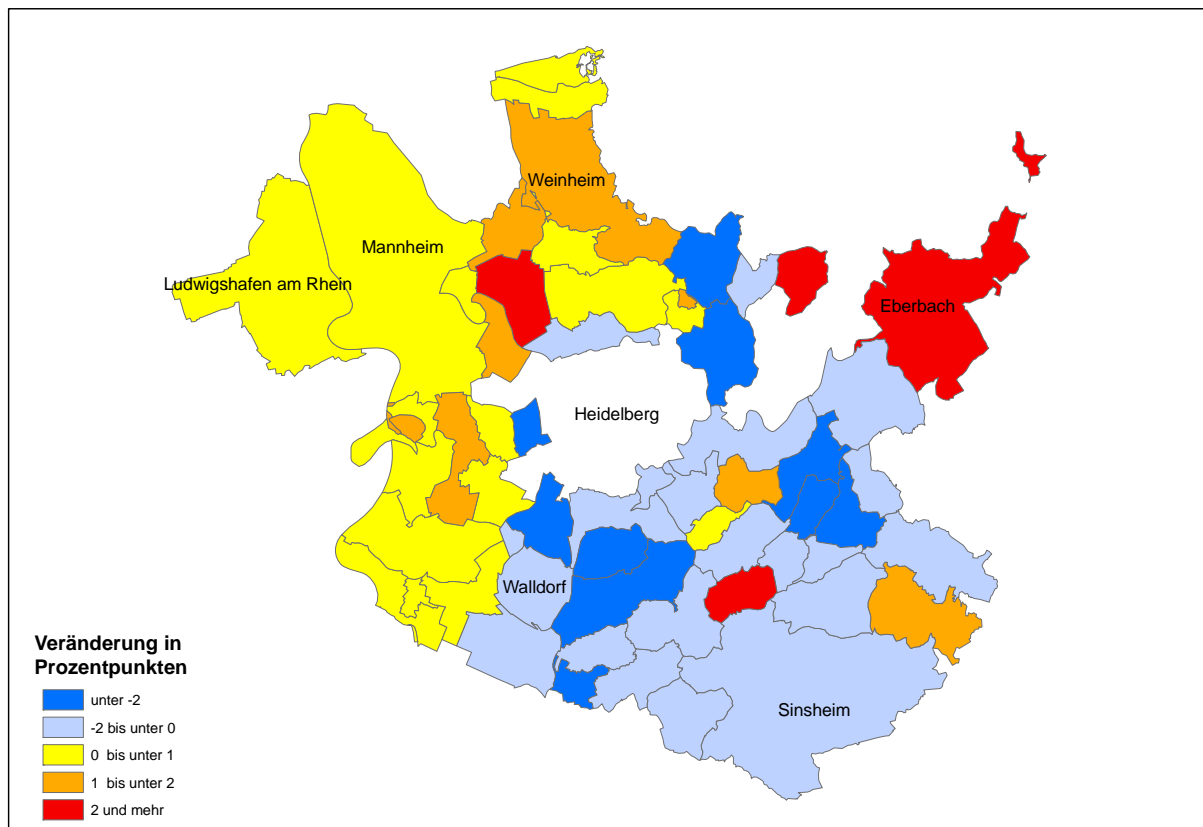 Weinheim
Mannheim
Ludwigshafen am Rhein
Eberbach
Heidelberg
Walldorf
Sinsheim
Veränderung in
Prozentpunkten
unter -2
-2 bis unter 0
0 bis unter 1
1 bis unter 2
2 und mehr